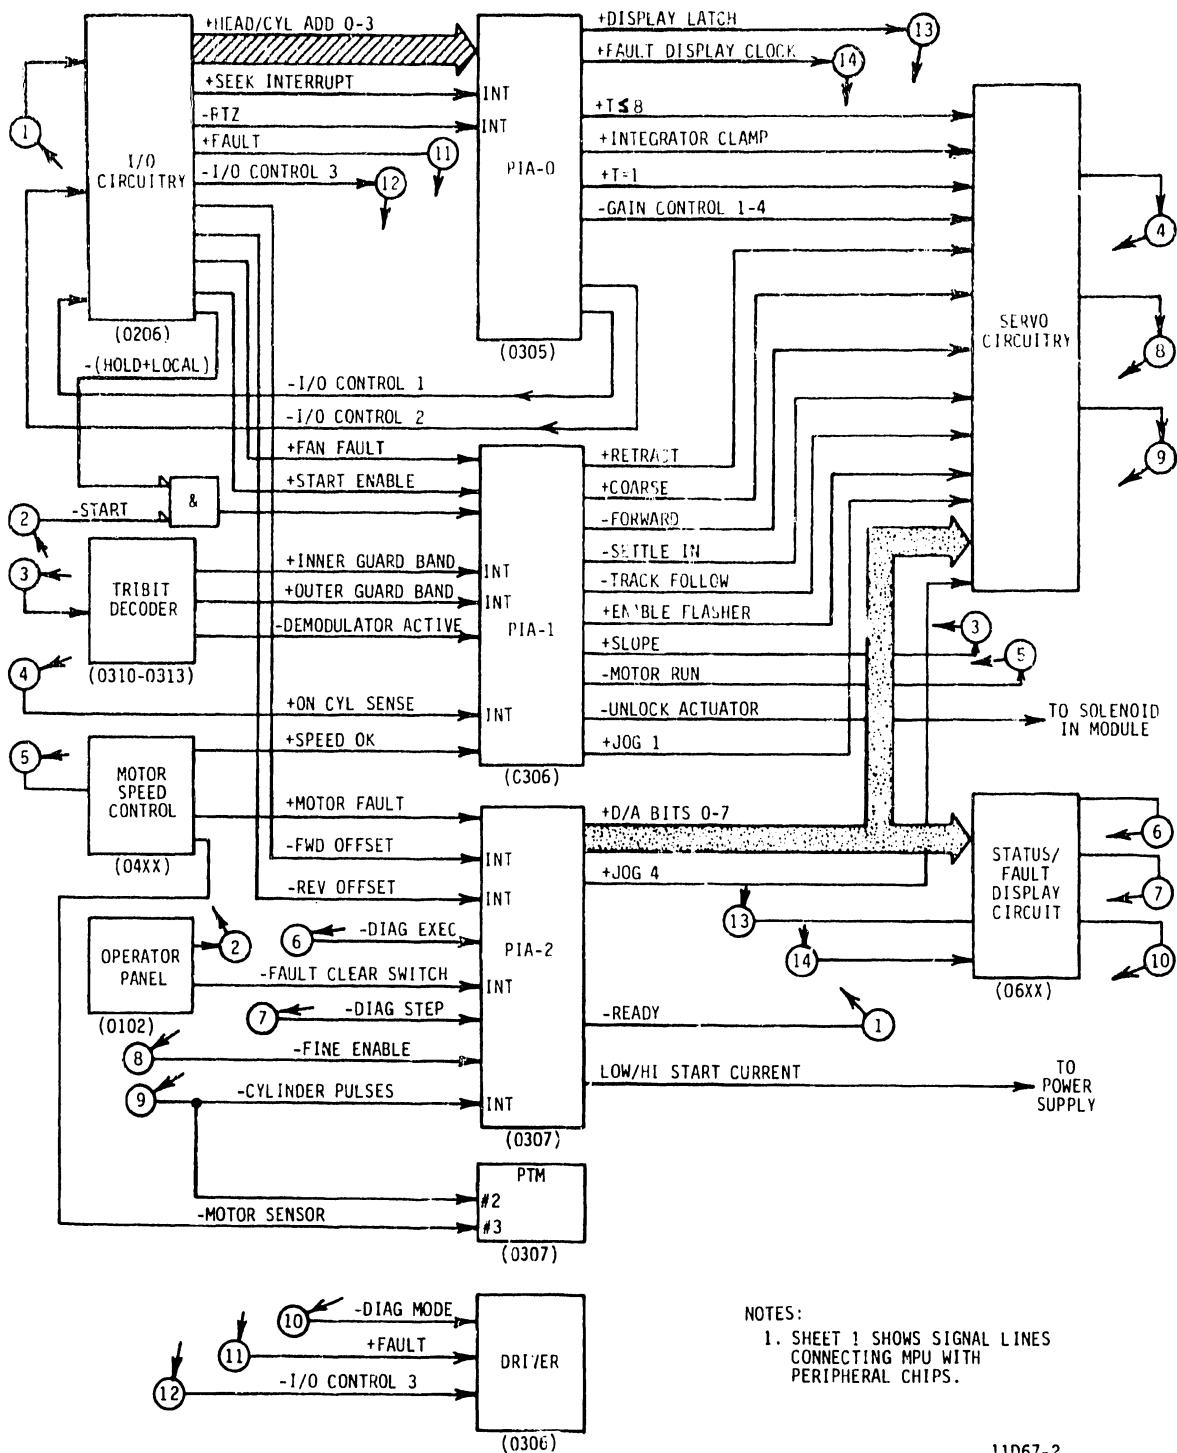 +HEAD/CYL ADD 0-3
+SEEK INTERRUPT
-RTZ
+FAULT
-I/O CONTROL 3
I/O
CIRCUITRY
(0206)
-(HOLD+LOCAL)
1
11
12
INT
INT
PIA-0
(0305)
+DISPLAY LATCH
+FAULT DISPLAY CLOCK
+T≤8
+INTEGRATOR CLAMP
+T=1
-GAIN CONTROL 1-4
13
14
SERVO
CIRCUITRY
4
8
9
-I/O CONTROL 1
-I/O CONTROL 2
+FAN FAULT
+START ENABLE
&
2
-START
3
TRIBIT
DECODER
(0310-0313)
+INNER GUARD BAND
+OUTER GUARD BAND
-DEMODULATOR ACTIVE
4
+ON CYL SENSE
INT
INT
PIA-1
INT
(C306)
+RETRACT
+COARSE
-FORWARD
-SETTLE IN
-TRACK FOLLOW
+ENABLE FLASHER
+SLOPE
-MOTOR RUN
-UNLOCK ACTUATOR
+JOG 1
3
5
TO SOLENOID
IN MODULE
5
MOTOR
SPEED
CONTROL
(04XX)
+SPEED OK
+MOTOR FAULT
-FWD OFFSET
-REV OFFSET
OPERATOR
PANEL
(0102)
2
6
-DIAG EXEC
-FAULT CLEAR SWITCH
7
-DIAG STEP
8
-FINE ENABLE
9
-CYLINDER PULSES
INT
INT
PIA-2
INT
INT
(0307)
+D/A BITS 0-7
+JOG 4
13
14
-READY
1
LOW/HI START CURRENT
TO
POWER
SUPPLY
STATUS/
FAULT
DISPLAY
CIRCUIT
(06XX)
6
7
10
PTM
#2
#3
(0307)
-MOTOR SENSOR
10
-DIAG MODE
11
+FAULT
12
-I/O CONTROL 3
DRIVER
(0306)
NOTES:
1. SHEET 1 SHOWS SIGNAL LINES
CONNECTING MPU WITH
PERIPHERAL CHIPS.
11D67-2